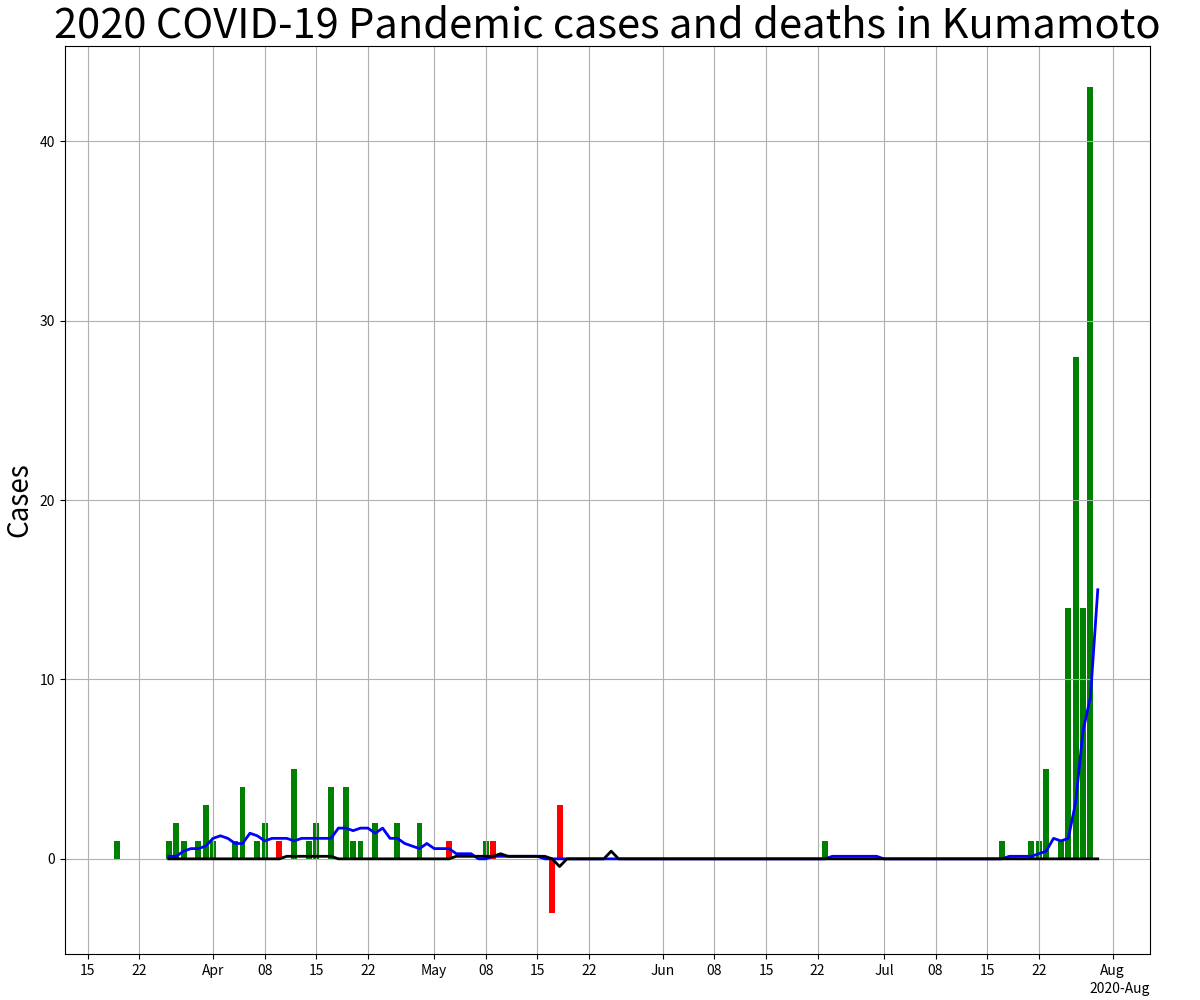 2020 COVID-19 Pandemic cases and deaths in Kumamoto
Cases
40
30
20
10
0
15 22 Apr 08 15 22 May 08 15 22 Jun 08 15 22 Jul 08 15 22 Aug
2020-Aug